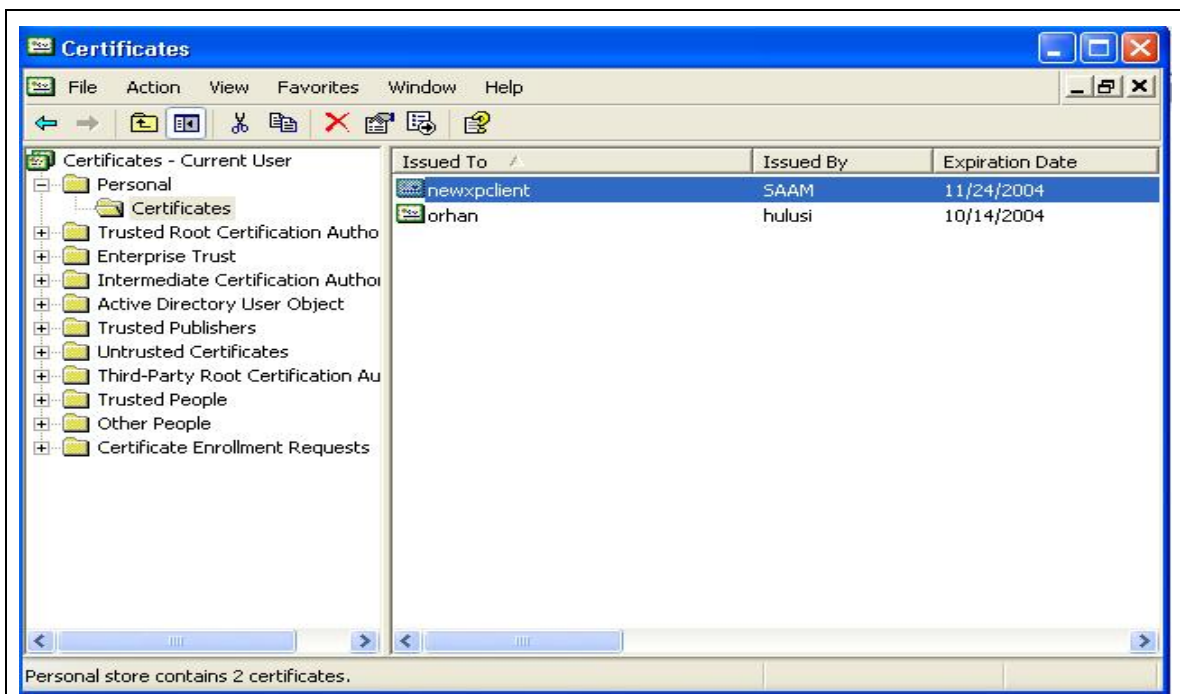 Certificates
File Action View Favorites Window Help
Certificates - Current User
Personal
Certificates
Trusted Root Certification Autho
Enterprise Trust
Intermediate Certification Author
Active Directory User Object
Trusted Publishers
Untrusted Certificates
Third-Party Root Certification Au
Trusted People
Other People
Certificate Enrollment Requests
Issued To Issued By Expiration Date
newxpclient SAAM 11/24/2004
orhan hulusi 10/14/2004
Personal store contains 2 certificates.